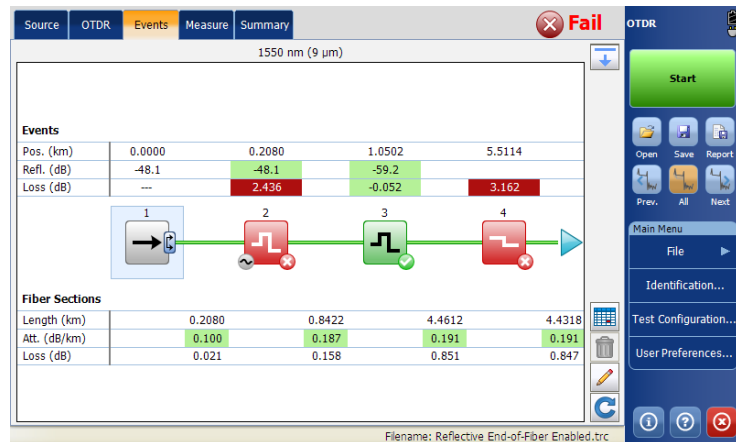 Source OTDR Events Measure Summary Fail OTDR
1550 nm (9 µm)
Start
Open Save Report
Prev. All Next
Main Menu
File
Identification...
Test Configuration...
User Preferences...
Events
Pos. (km) 0.0000 0.2080 1.0502 5.5114
Refl. (dB) -48.1 -48.1 -59.2
Loss (dB) --- 2.436 -0.052 3.162
1 2 3 4
Fiber Sections
Length (km) 0.2080 0.8422 4.4612 4.4318
Att. (dB/km) 0.100 0.187 0.191 0.191
Loss (dB) 0.021 0.158 0.851 0.847
Filename: Reflective End-of-Fiber Enabled.trc